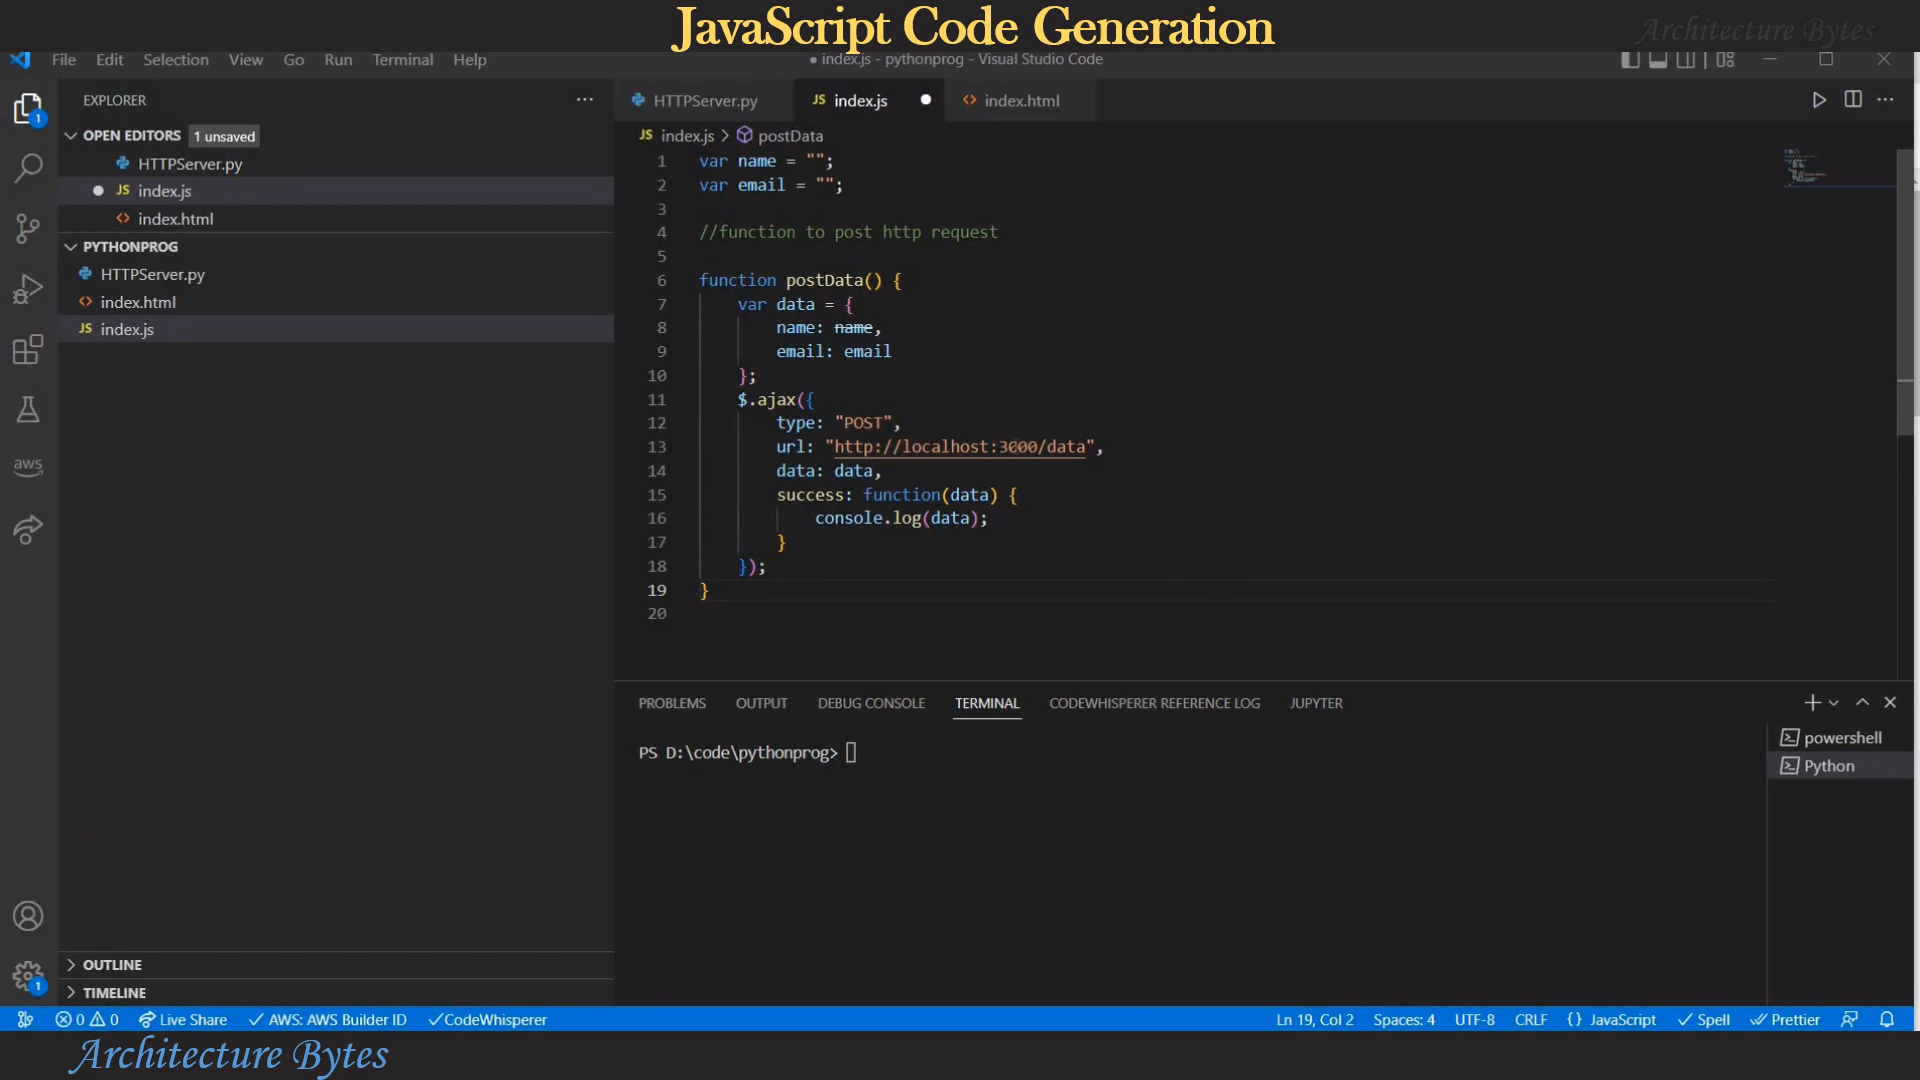 JavaScript Code Generation
Architecture Bytes
File Edit Selection View Go Run Terminal Help
● index.js - pythonprog - Visual Studio Code
EXPLORER
OPEN EDITORS 1 unsaved
HTTPServer.py
JS index.js
index.html
PYTHONPROG
HTTPServer.py
index.html
JS index.js
OUTLINE
TIMELINE
1
aws
1
HTTPServer.py JS index.js index.html
JS index.js > postData
1 var name = "";
2 var email = "";
3
4 //function to post http request
5
6 function postData() {
7 var data = {
8 name: name,
9 email: email
10 };
11 $.ajax({
12 type: "POST",
13 url: "http://localhost:3000/data",
14 data: data,
15 success: function(data) {
16 console.log(data);
17 }
18 });
19 }
20
PROBLEMS OUTPUT DEBUG CONSOLE TERMINAL CODEWHISPERER REFERENCE LOG JUPYTER
PS D:\code\pythonprog>
powershell
Python
0 0 Live Share AWS: AWS Builder ID CodeWhisperer
Ln 19, Col 2 Spaces: 4 UTF-8 CRLF {} JavaScript Spell Prettier
Architecture Bytes